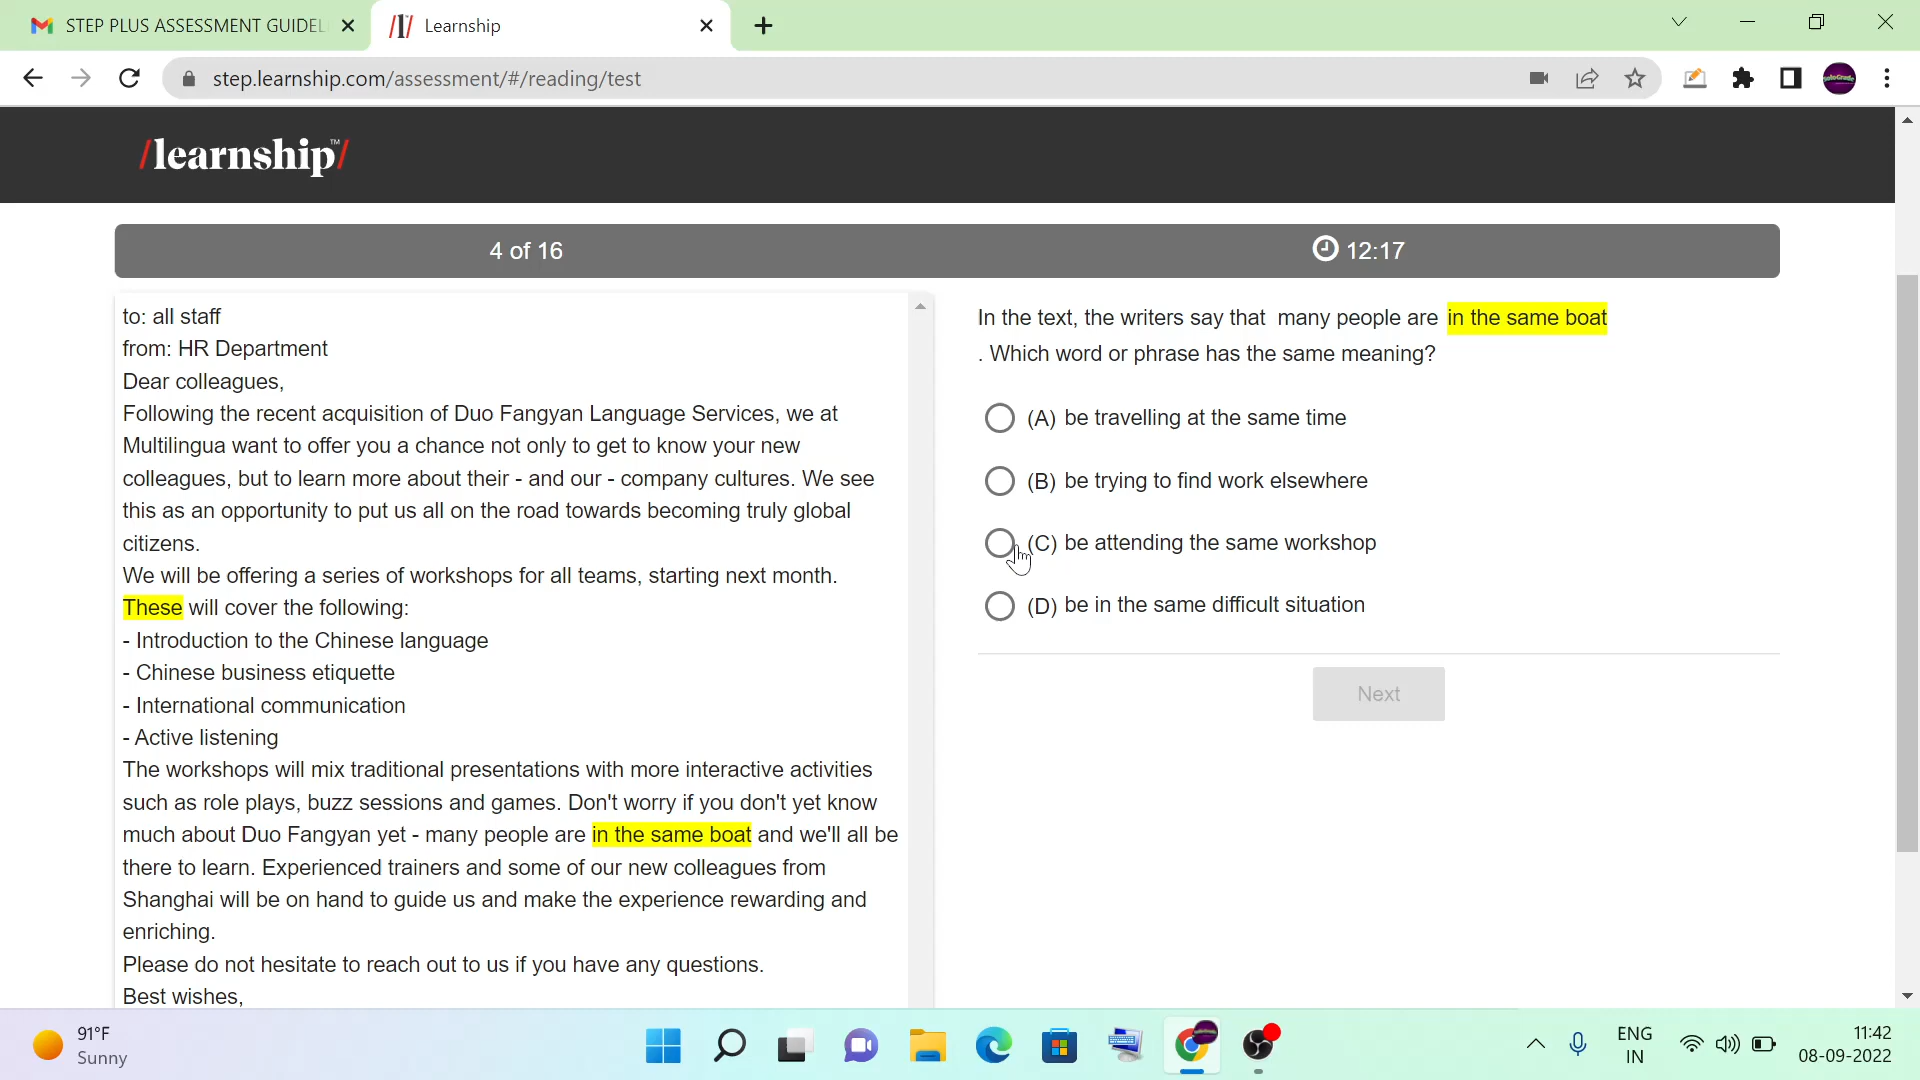 STEP PLUS ASSESSMENT GUIDEL
Learnship
step.learnship.com/assessment/#/reading/test
/learnship™/
4 of 16
12:17
to: all staff
from: HR Department
Dear colleagues,
Following the recent acquisition of Duo Fangyan Language Services, we at
Multilingua want to offer you a chance not only to get to know your new
colleagues, but to learn more about their - and our - company cultures. We see
this as an opportunity to put us all on the road towards becoming truly global
citizens.
We will be offering a series of workshops for all teams, starting next month.
These will cover the following:
- Introduction to the Chinese language
- Chinese business etiquette
- International communication
- Active listening
The workshops will mix traditional presentations with more interactive activities
such as role plays, buzz sessions and games. Don't worry if you don't yet know
much about Duo Fangyan yet - many people are in the same boat and we'll all be
there to learn. Experienced trainers and some of our new colleagues from
Shanghai will be on hand to guide us and make the experience rewarding and
enriching.
Please do not hesitate to reach out to us if you have any questions.
Best wishes,
In the text, the writers say that many people are in the same boat
. Which word or phrase has the same meaning?
(A) be travelling at the same time
(B) be trying to find work elsewhere
(C) be attending the same workshop
(D) be in the same difficult situation
Next
91°F
Sunny
ENG
IN
11:42
08-09-2022